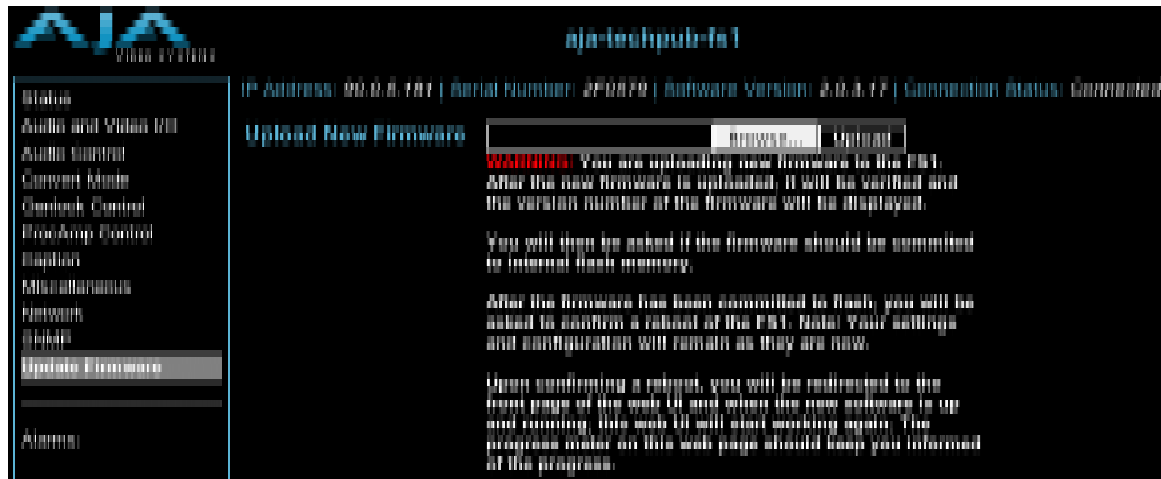 AJA
VIDEO SYSTEMS
aja-techpub-fs1
IP Address: | Serial Number: | Software Version: | Connection Status: Connected
Status
Audio and Video I/O
Audio Control
Convert Mode
Genlock Control
ProcAmp Control
Caption
Miscellaneous
Network
SNMP
Update Firmware
Alarms:
Upload New Firmware
Browse... Upload
WARNING: You are uploading new firmware to the FS1.
After the new firmware is uploaded, it will be verified and
the version number of the firmware will be displayed.
You will then be asked if the firmware should be commited
to internal flash memory.
After the firmware has been committed to flash, you will be
asked to confirm a reboot of the FS1. Note: Your settings
and configuration will remain as they are now.
Upon confirming a reboot, you will be redirected to the
front page of the web UI and when the new software is up
and running, this web UI will start working again. The
progress meter on this web page should keep you informed
of the progress.